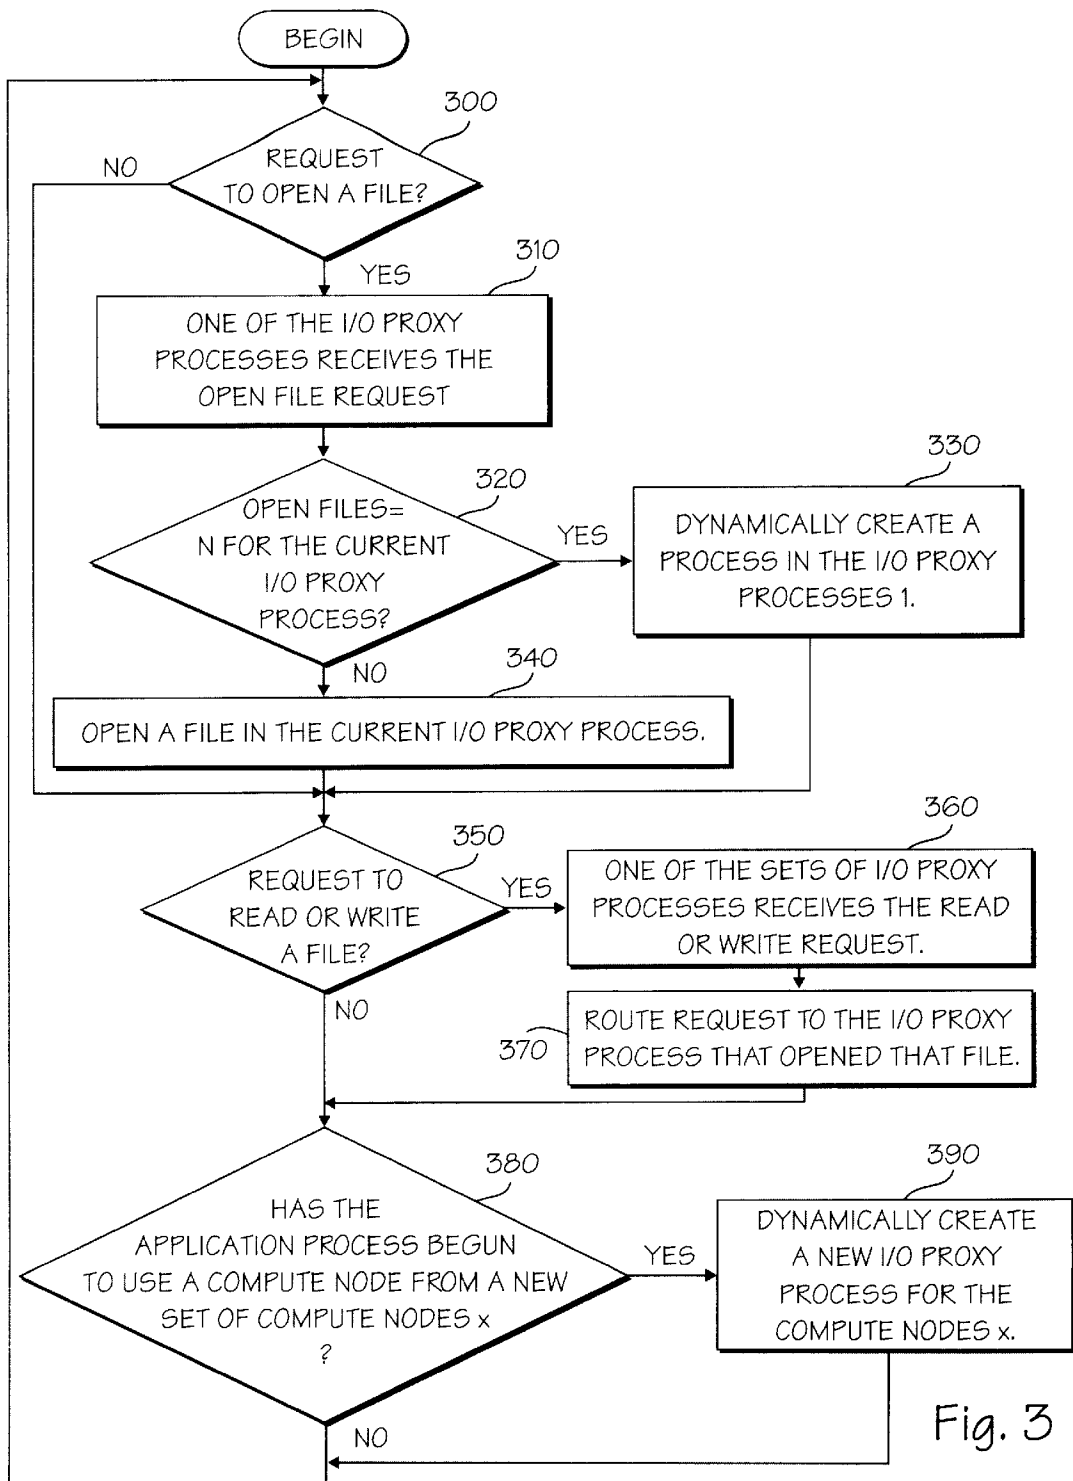 BEGIN
300
REQUEST
TO OPEN A FILE?
NO
YES
310
ONE OF THE I/O PROXY
PROCESSES RECEIVES THE
OPEN FILE REQUEST
320
OPEN FILES=
N FOR THE CURRENT
I/O PROXY
PROCESS?
YES
330
DYNAMICALLY CREATE A
PROCESS IN THE I/O PROXY
PROCESSES 1.
NO
340
OPEN A FILE IN THE CURRENT I/O PROXY PROCESS.
350
REQUEST TO
READ OR WRITE
A FILE?
YES
360
ONE OF THE SETS OF I/O PROXY
PROCESSES RECEIVES THE READ
OR WRITE REQUEST.
NO
370
ROUTE REQUEST TO THE I/O PROXY
PROCESS THAT OPENED THAT FILE.
380
HAS THE
APPLICATION PROCESS BEGUN
TO USE A COMPUTE NODE FROM A NEW
SET OF COMPUTE NODES x
?
YES
390
DYNAMICALLY CREATE
A NEW I/O PROXY
PROCESS FOR THE
COMPUTE NODES x.
NO
Fig. 3